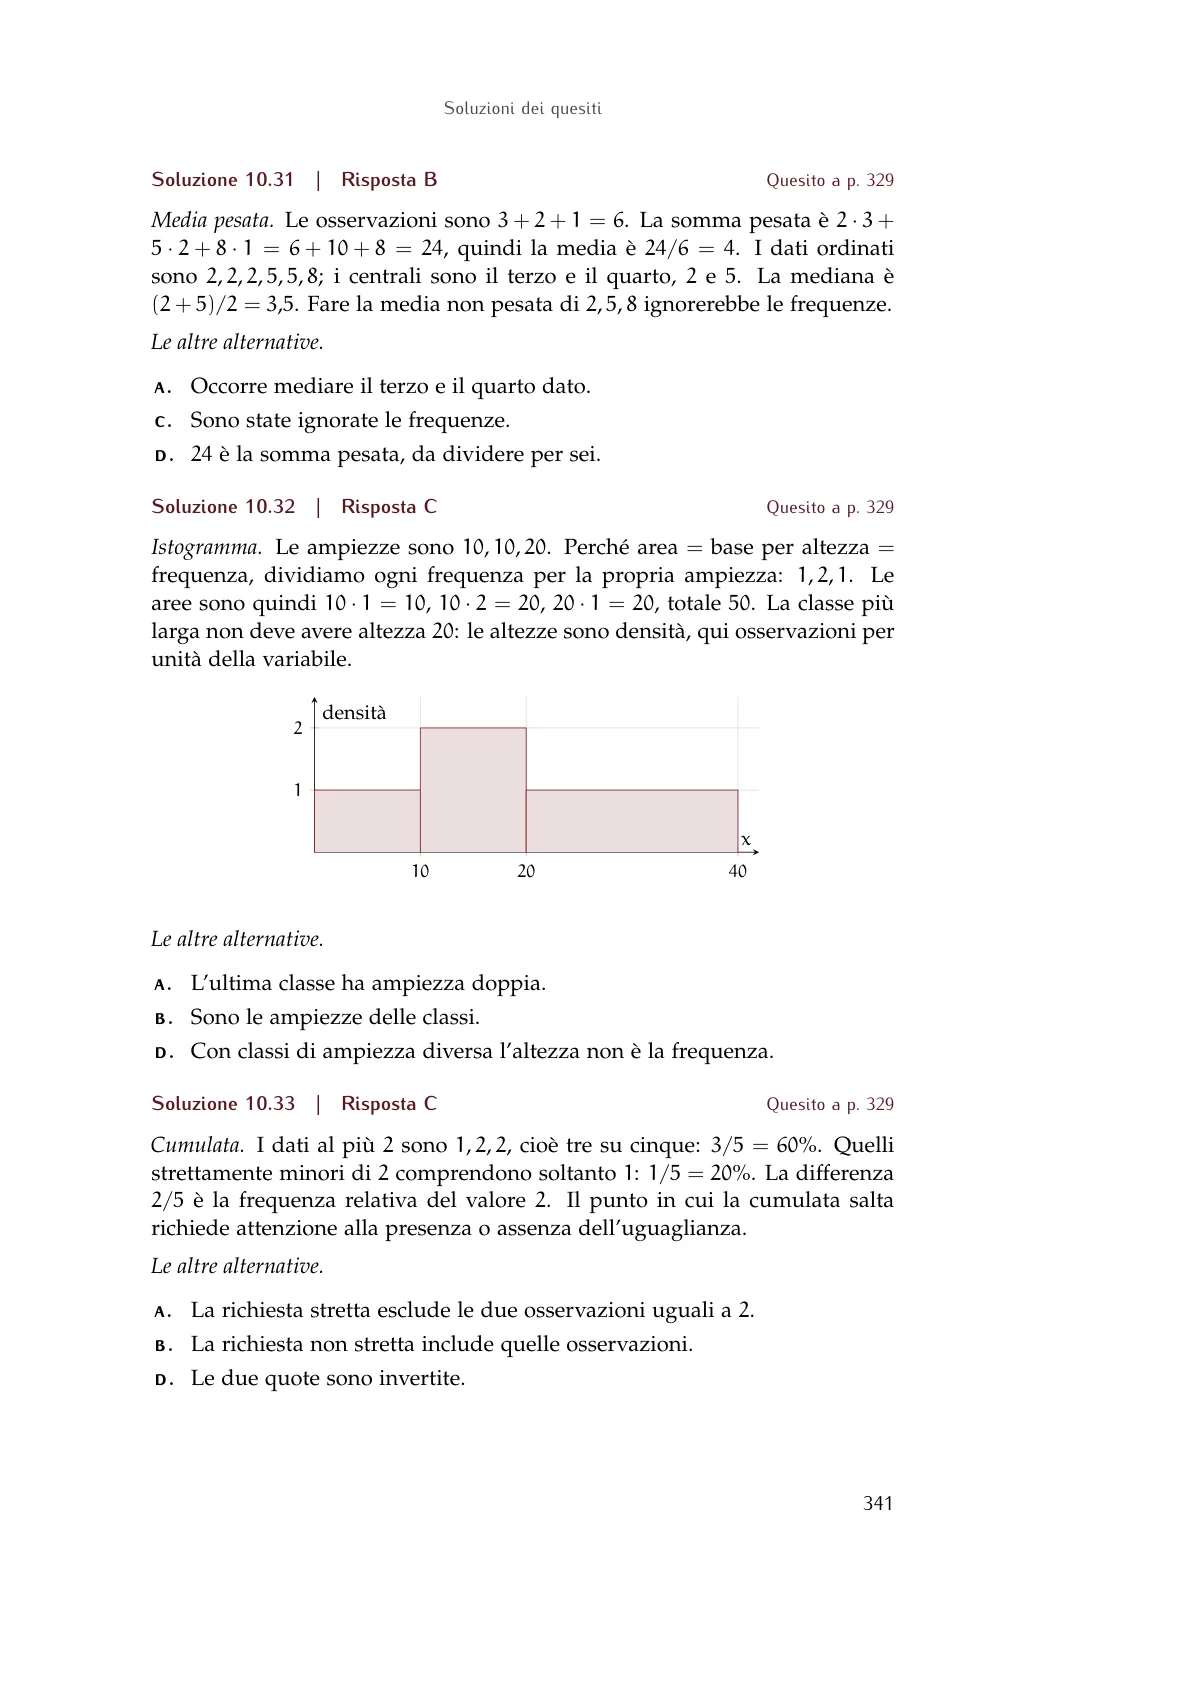 Soluzioni dei quesiti
Soluzione 10.31 | Risposta B Quesito a p. 329
Media pesata. Le osservazioni sono 3 + 2 + 1 = 6. La somma pesata è 2 · 3 +
5 · 2 + 8 · 1 = 6 + 10 + 8 = 24, quindi la media è 24/6 = 4. I dati ordinati
sono 2, 2, 2, 5, 5, 8; i centrali sono il terzo e il quarto, 2 e 5. La mediana è
(2 + 5)/2 = 3,5. Fare la media non pesata di 2, 5, 8 ignorerebbe le frequenze.
Le altre alternative.
A. Occorre mediare il terzo e il quarto dato.
C. Sono state ignorate le frequenze.
D. 24 è la somma pesata, da dividere per sei.
Soluzione 10.32 | Risposta C Quesito a p. 329
Istogramma. Le ampiezze sono 10, 10, 20. Perché area = base per altezza =
frequenza, dividiamo ogni frequenza per la propria ampiezza: 1, 2, 1. Le
aree sono quindi 10 · 1 = 10, 10 · 2 = 20, 20 · 1 = 20, totale 50. La classe più
larga non deve avere altezza 20: le altezze sono densità, qui osservazioni per
unità della variabile.
densità
2
1
x
10 20 40
Le altre alternative.
A. L'ultima classe ha ampiezza doppia.
B. Sono le ampiezze delle classi.
D. Con classi di ampiezza diversa l'altezza non è la frequenza.
Soluzione 10.33 | Risposta C Quesito a p. 329
Cumulata. I dati al più 2 sono 1, 2, 2, cioè tre su cinque: 3/5 = 60%. Quelli
strettamente minori di 2 comprendono soltanto 1: 1/5 = 20%. La differenza
2/5 è la frequenza relativa del valore 2. Il punto in cui la cumulata salta
richiede attenzione alla presenza o assenza dell'uguaglianza.
Le altre alternative.
A. La richiesta stretta esclude le due osservazioni uguali a 2.
B. La richiesta non stretta include quelle osservazioni.
D. Le due quote sono invertite.
341